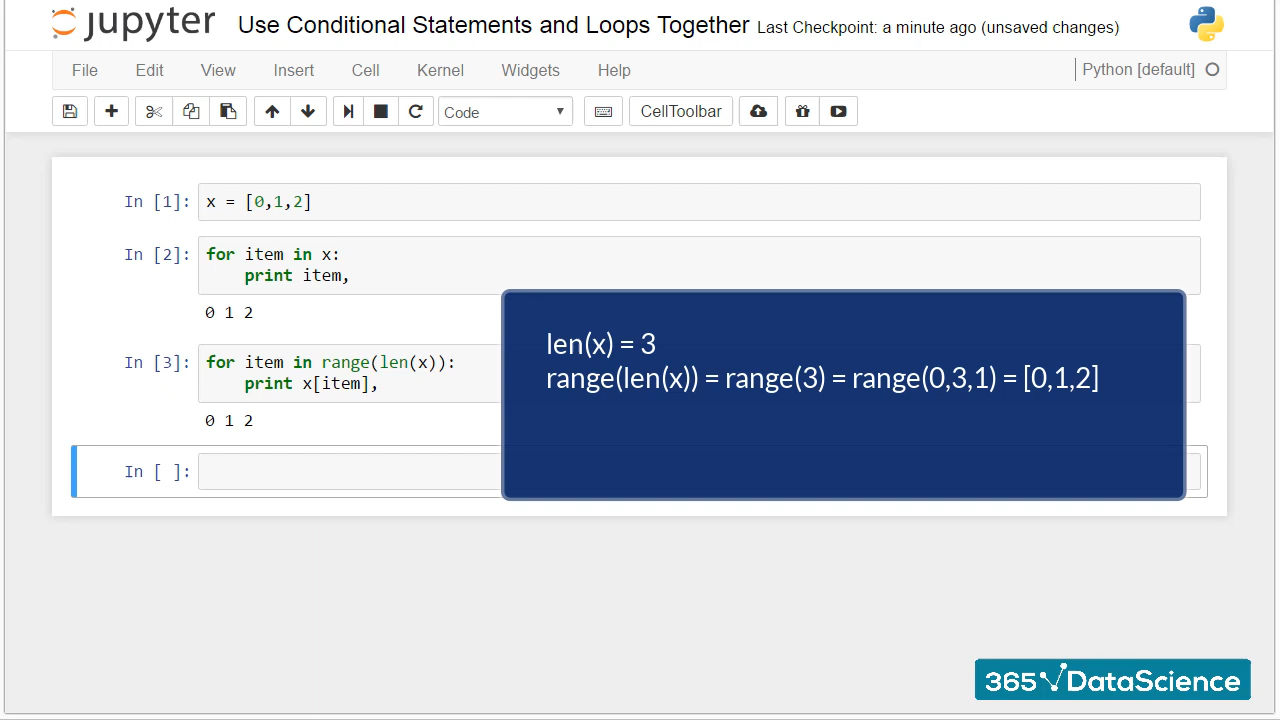 jupyter Use Conditional Statements and Loops Together Last Checkpoint: a minute ago (unsaved changes)
File Edit View Insert Cell Kernel Widgets Help Python [default]
Code CellToolbar
In [1]: x = [0,1,2]
In [2]: for item in x:
print item,
0 1 2
In [3]: for item in range(len(x)):
print x[item],
0 1 2
In [ ]:
len(x) = 3
range(len(x)) = range(3) = range(0,3,1) = [0,1,2]
365 DataScience